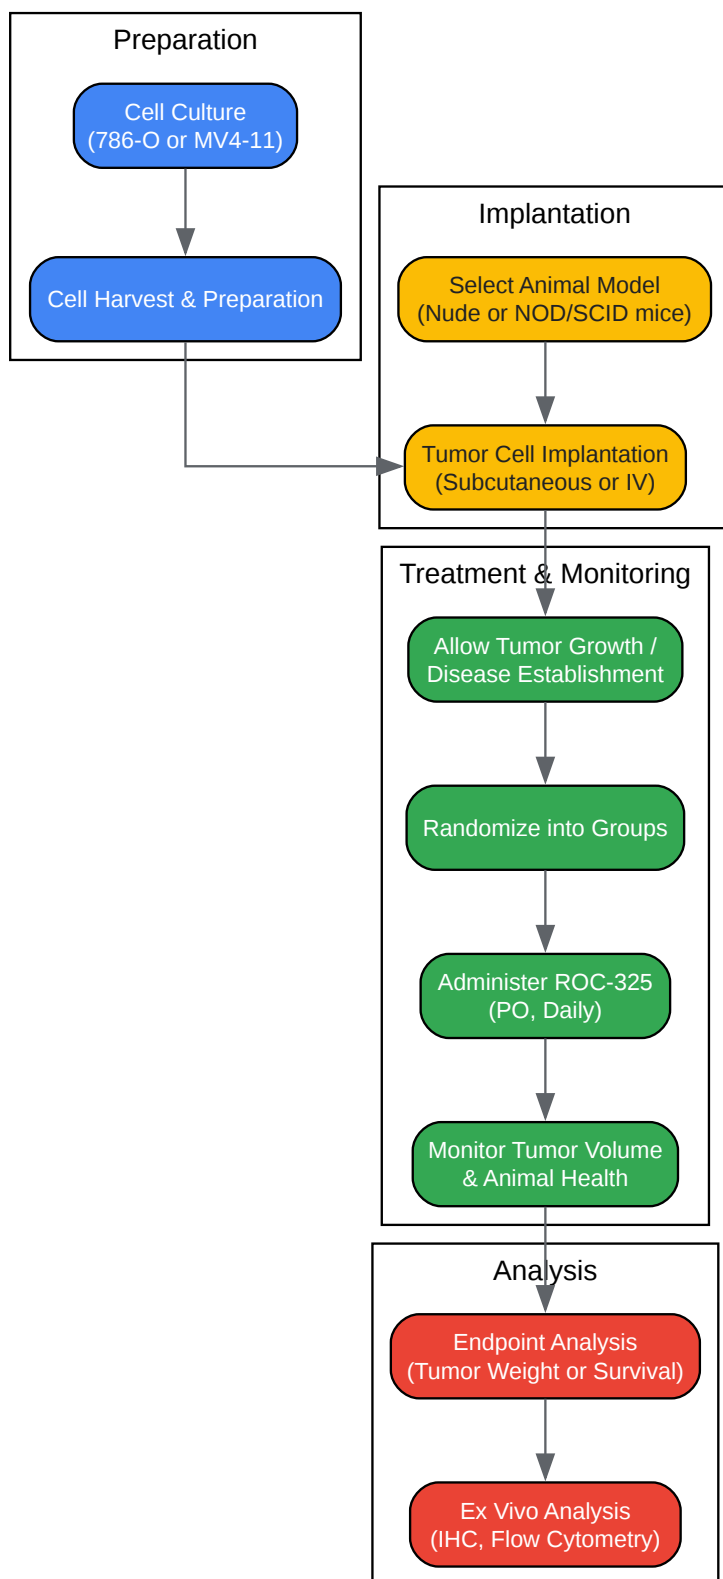 Preparation
Cell Culture
(786-O or MV4-11)
Cell Harvest & Preparation
Implantation
Select Animal Model
(Nude or NOD/SCID mice)
Tumor Cell Implantation
(Subcutaneous or IV)
Treatment & Monitoring
Allow Tumor Growth /
Disease Establishment
Randomize into Groups
Administer ROC-325
(PO, Daily)
Monitor Tumor Volume
& Animal Health
Analysis
Endpoint Analysis
(Tumor Weight or Survival)
Ex Vivo Analysis
(IHC, Flow Cytometry)